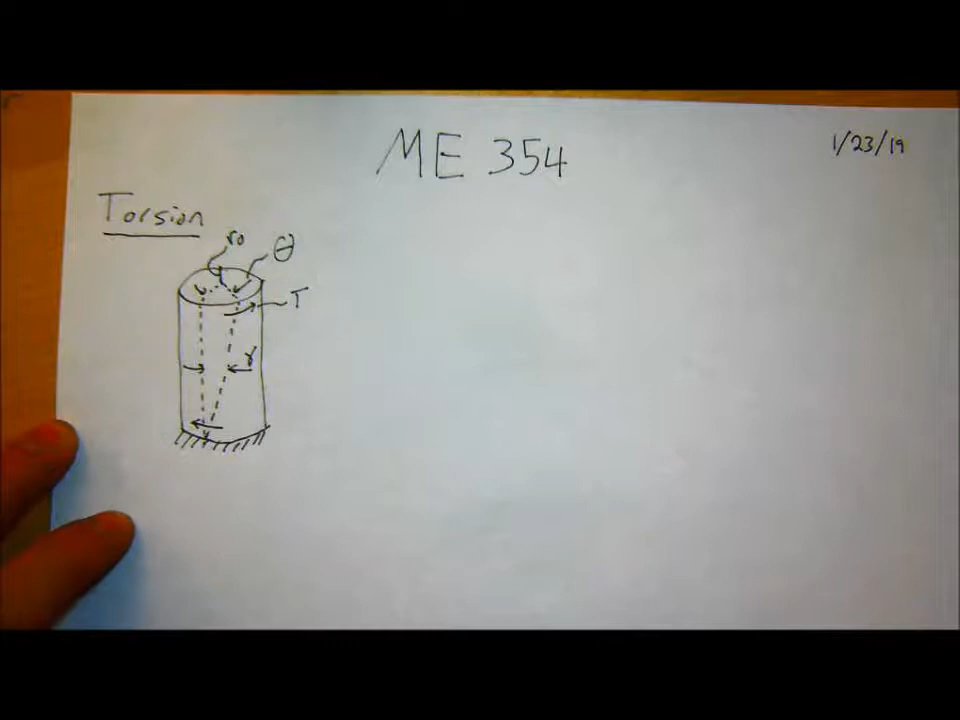 ME 354
1/23/19
Torsion
r₀
θ
T
α